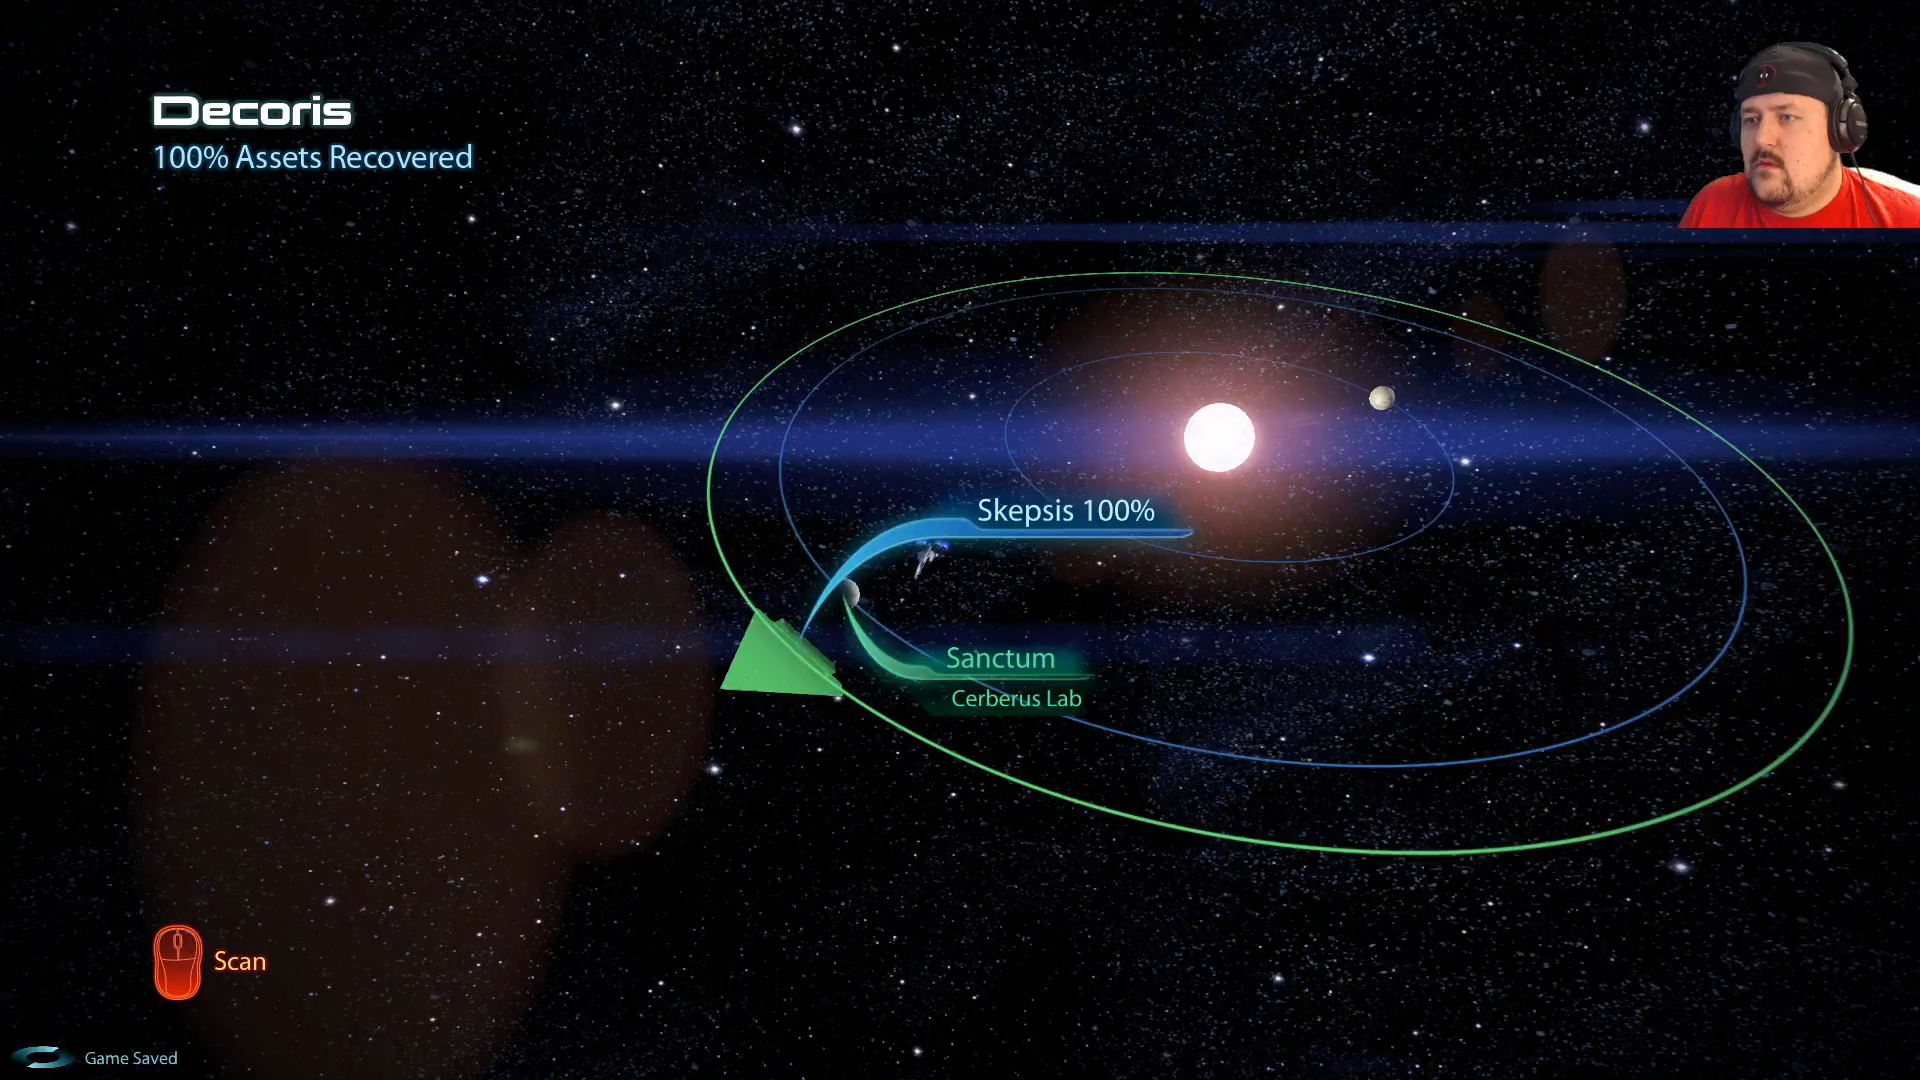 Decoris
100% Assets Recovered
Skepsis 100%
Sanctum
Cerberus Lab
Scan
Game Saved